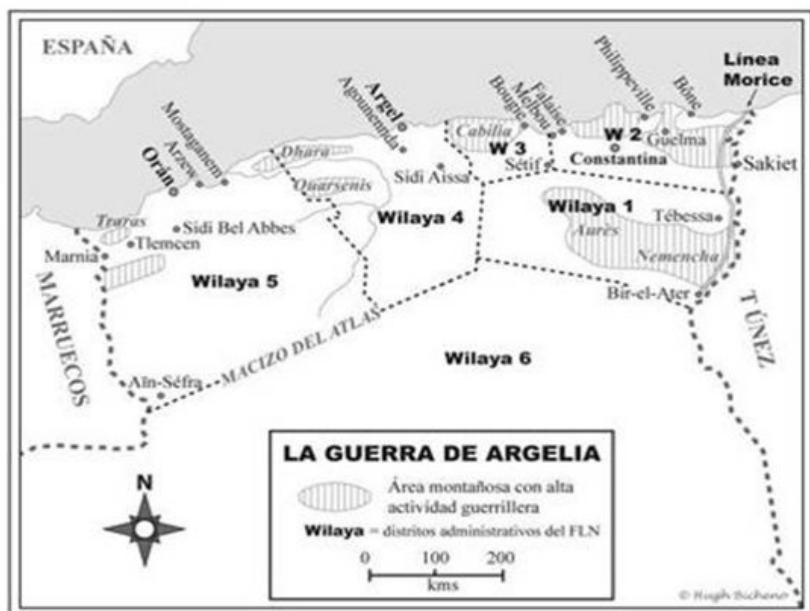 ESPAÑA
Línea
Morice
Philippeville
Bône
Argel
Agounennda
Bougie
Melbou
Falaise
Mostaganem
Arzew
Orán
Cabilia
W 3
W 2
Guelma
Constantina
Sakiet
Dhara
Ouarsenis
Sidi Aissa
Sétif
Wilaya 4
Wilaya 1
Tébessa
Aurès
Nemencha
Traras
Sidi Bel Abbes
Tlemcen
Marnia
Wilaya 5
Bir-el-Ater
MARRUECOS
MACIZO DEL ATLAS
Wilaya 6
TÚNEZ
Aïn-Séfra
N
LA GUERRA DE ARGELIA
Área montañosa con alta
actividad guerrillera
Wilaya = distritos administrativos del FLN
0 100 200
kms
© Hugh Bicheno